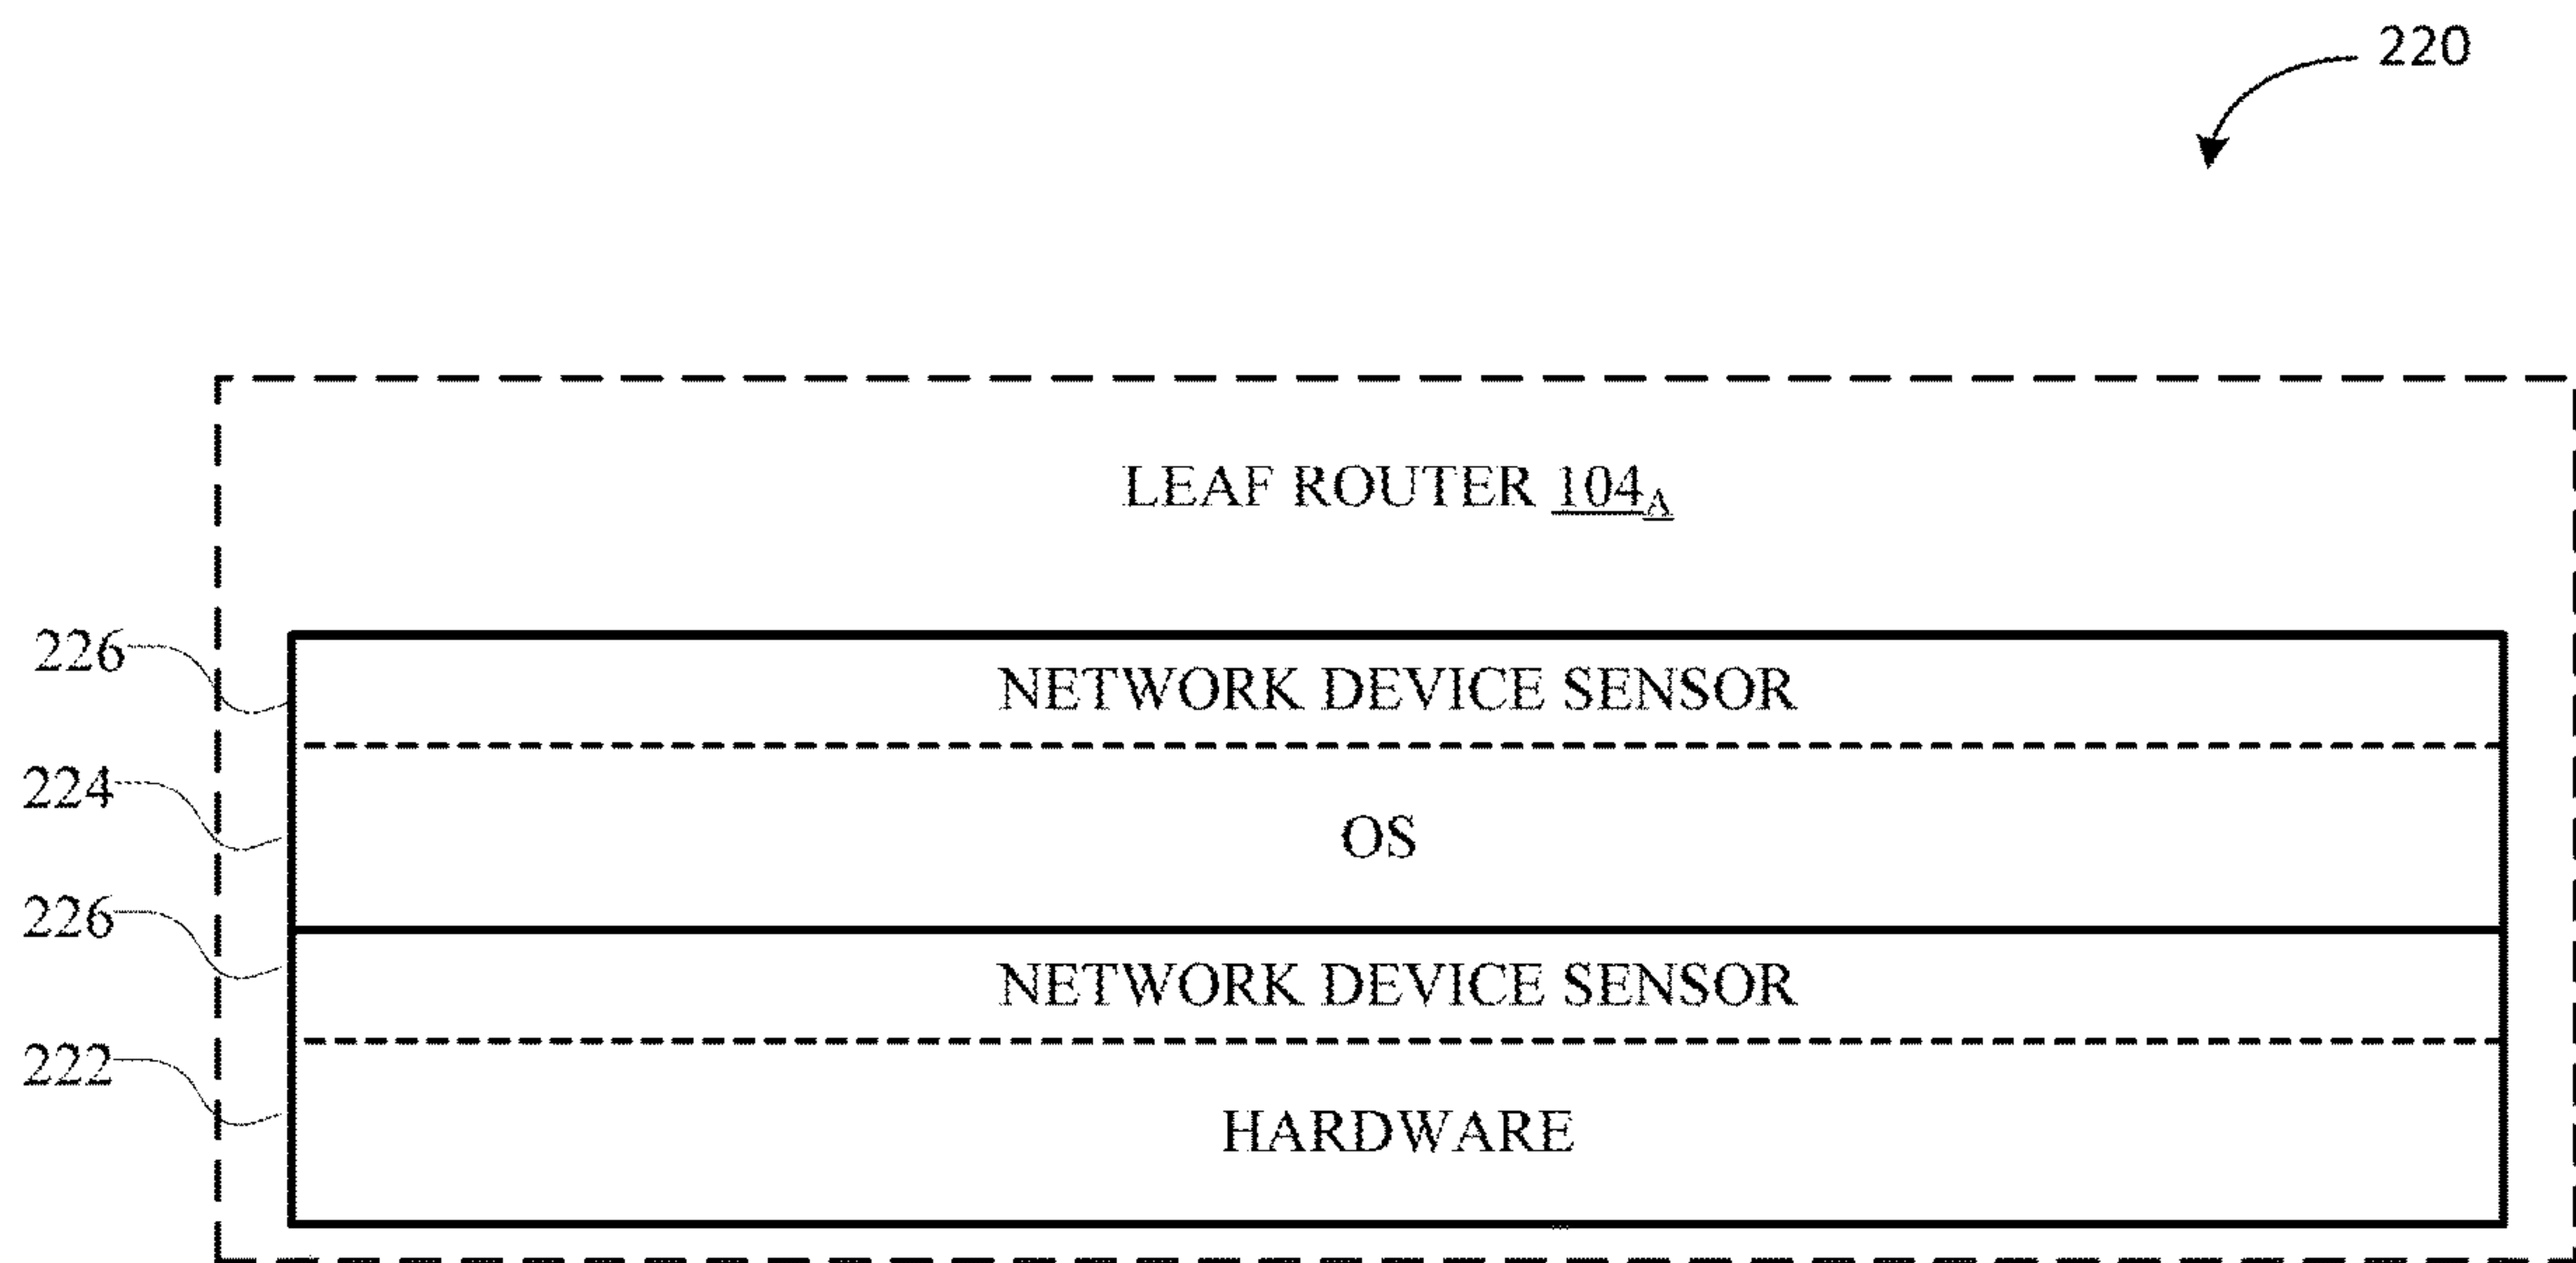 220
LEAF ROUTER 104A
226 NETWORK DEVICE SENSOR
224 OS
226 NETWORK DEVICE SENSOR
222 HARDWARE